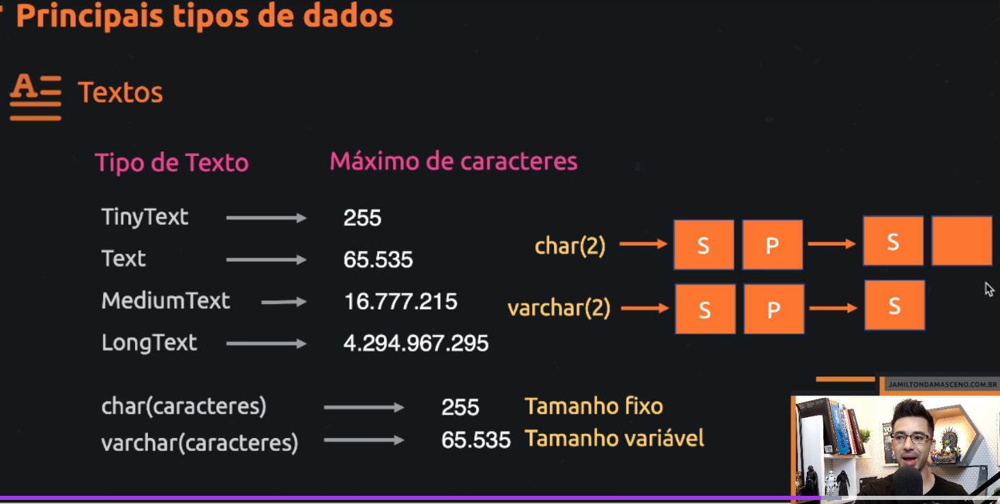 Principais tipos de dados
A
Textos
Tipo de Texto Máximo de caracteres
TinyText 255
Text 65.535
MediumText 16.777.215
LongText 4.294.967.295
char(2) S P S
varchar(2) S P S
char(caracteres) 255 Tamanho fixo
varchar(caracteres) 65.535 Tamanho variável
JAMILTONDAMASCENO.COM.BR